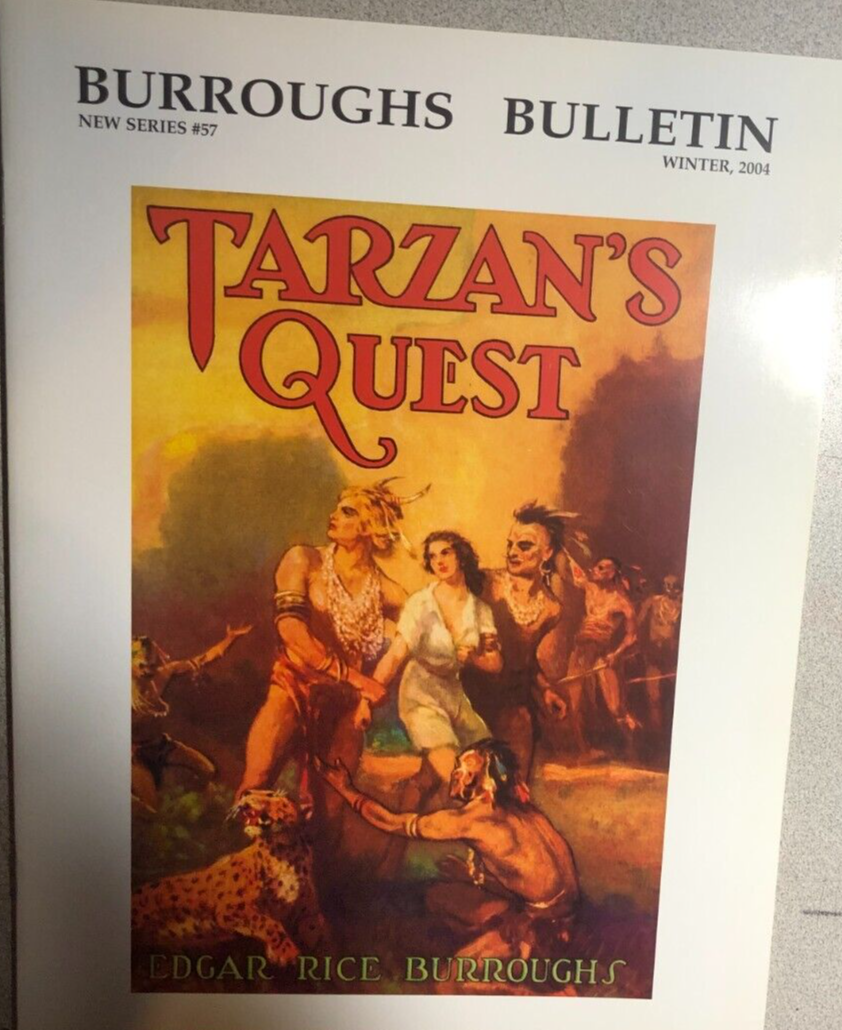 BURROUGHS BULLETIN
NEW SERIES #57
WINTER, 2004
TARZAN'S
QUEST
EDGAR RICE BURROUGHS